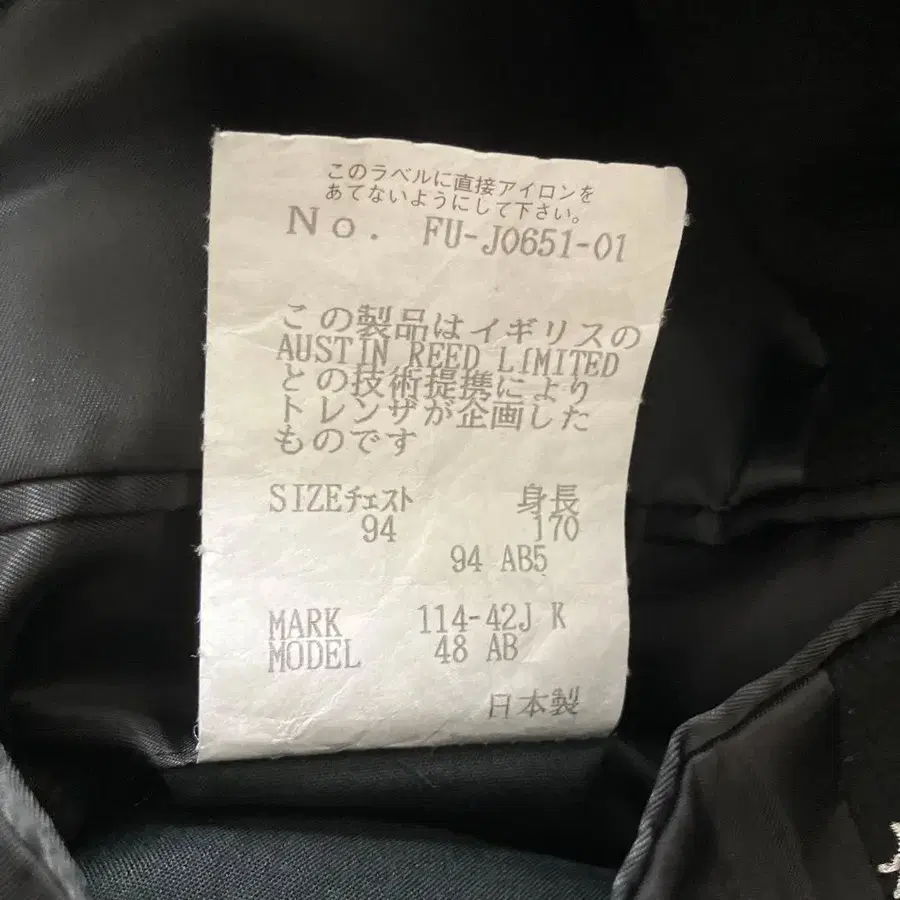 このラベルに直接アイロンを
あてないようにして下さい。
No. FU-J0651-01
この製品はイギリスの
AUSTIN REED LIMITED
との技術提携により
トレンザが企画した
ものです
SIZEチェスト 身長
94 170
94 AB5
MARK 114-42J K
MODEL 48 AB
日本製